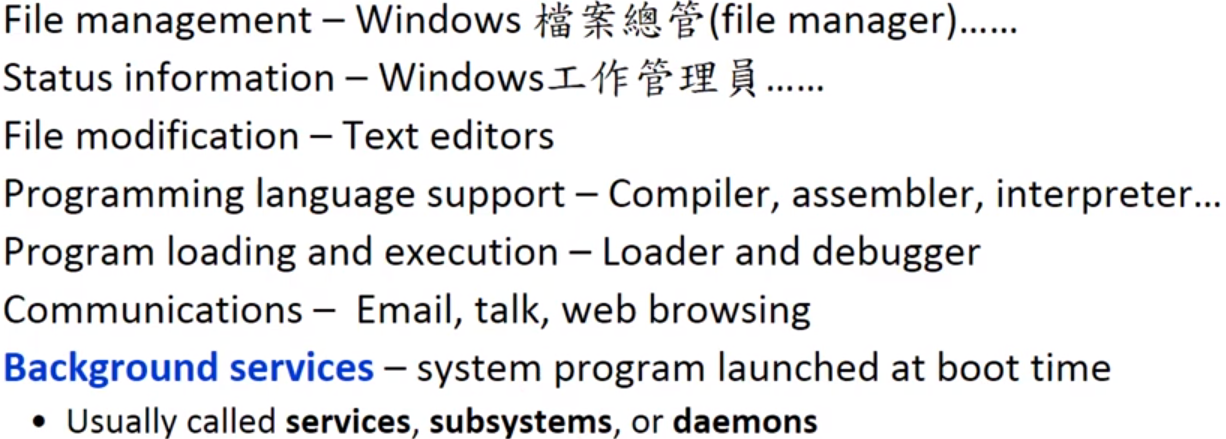 File management – Windows 檔案總管(file manager)......
Status information – Windows工作管理員......
File modification – Text editors
Programming language support – Compiler, assembler, interpreter...
Program loading and execution – Loader and debugger
Communications –  Email, talk, web browsing
Background services – system program launched at boot time
• Usually called services, subsystems, or daemons